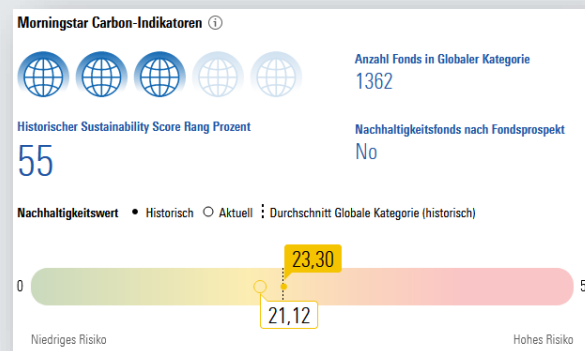 Morningstar Carbon-Indikatoren
Anzahl Fonds in Globaler Kategorie
1362
Historischer Sustainability Score Rang Prozent
55
Nachhaltigkeitsfonds nach Fondsprospekt
No
Nachhaltigkeitswert • Historisch ○ Aktuell ⋮ Durchschnitt Globale Kategorie (historisch)
23,30
0
5
21,12
Niedriges Risiko
Hohes Risiko